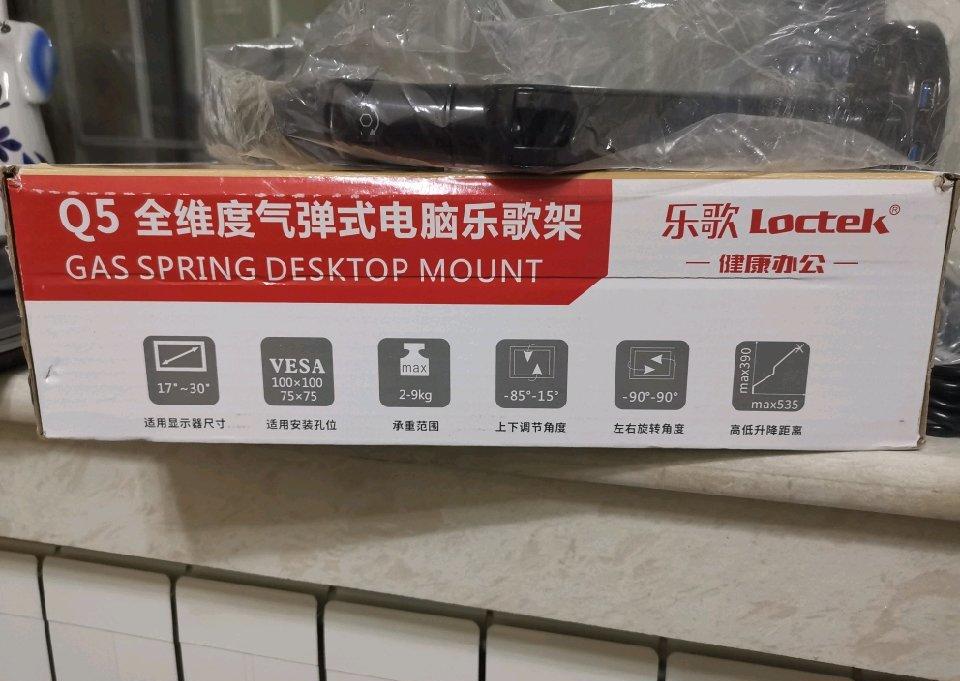 Q5 全维度气弹式电脑乐歌架
GAS SPRING DESKTOP MOUNT
乐歌 Loctek®
健康办公
17"~30"
适用显示器尺寸
VESA
100×100
75×75
适用安装孔位
max
2-9kg
承重范围
-85°-15°
上下调节角度
-90°-90°
左右旋转角度
max390
max535
高低升降距离